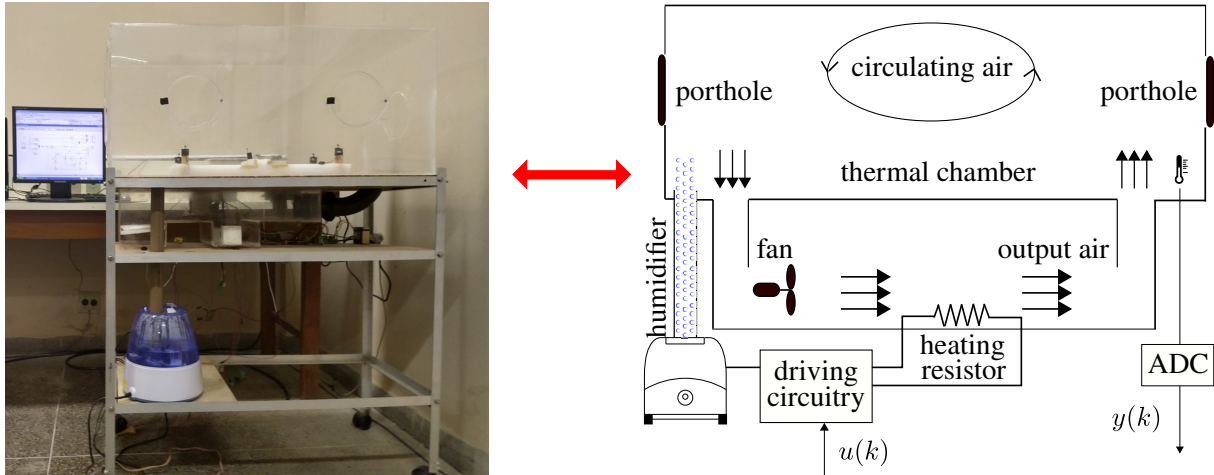 circulating air
porthole
porthole
thermal chamber
humidifier
fan
output air
heating
resistor
driving
circuitry
ADC
y(k)
u(k)